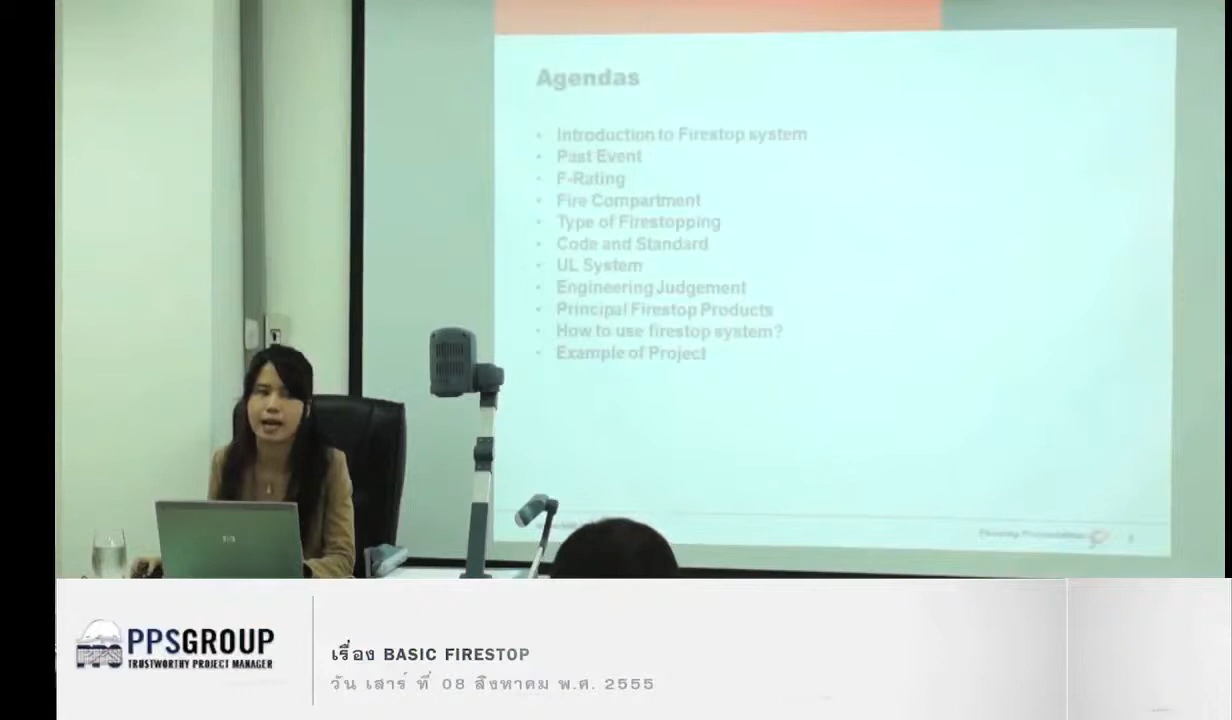 Agendas
• Introduction to Firestop system
• Past Event
• F-Rating
• Fire Compartment
• Type of Firestopping
• Code and Standard
• UL System
• Engineering Judgement
• Principal Firestop Products
• How to use firestop system?
• Example of Project
hp
PPSGROUP
TRUSTWORTHY PROJECT MANAGER
เรื่อง BASIC FIRESTOP
วัน เสาร์ ที่ 08 สิงหาคม พ.ศ. 2555